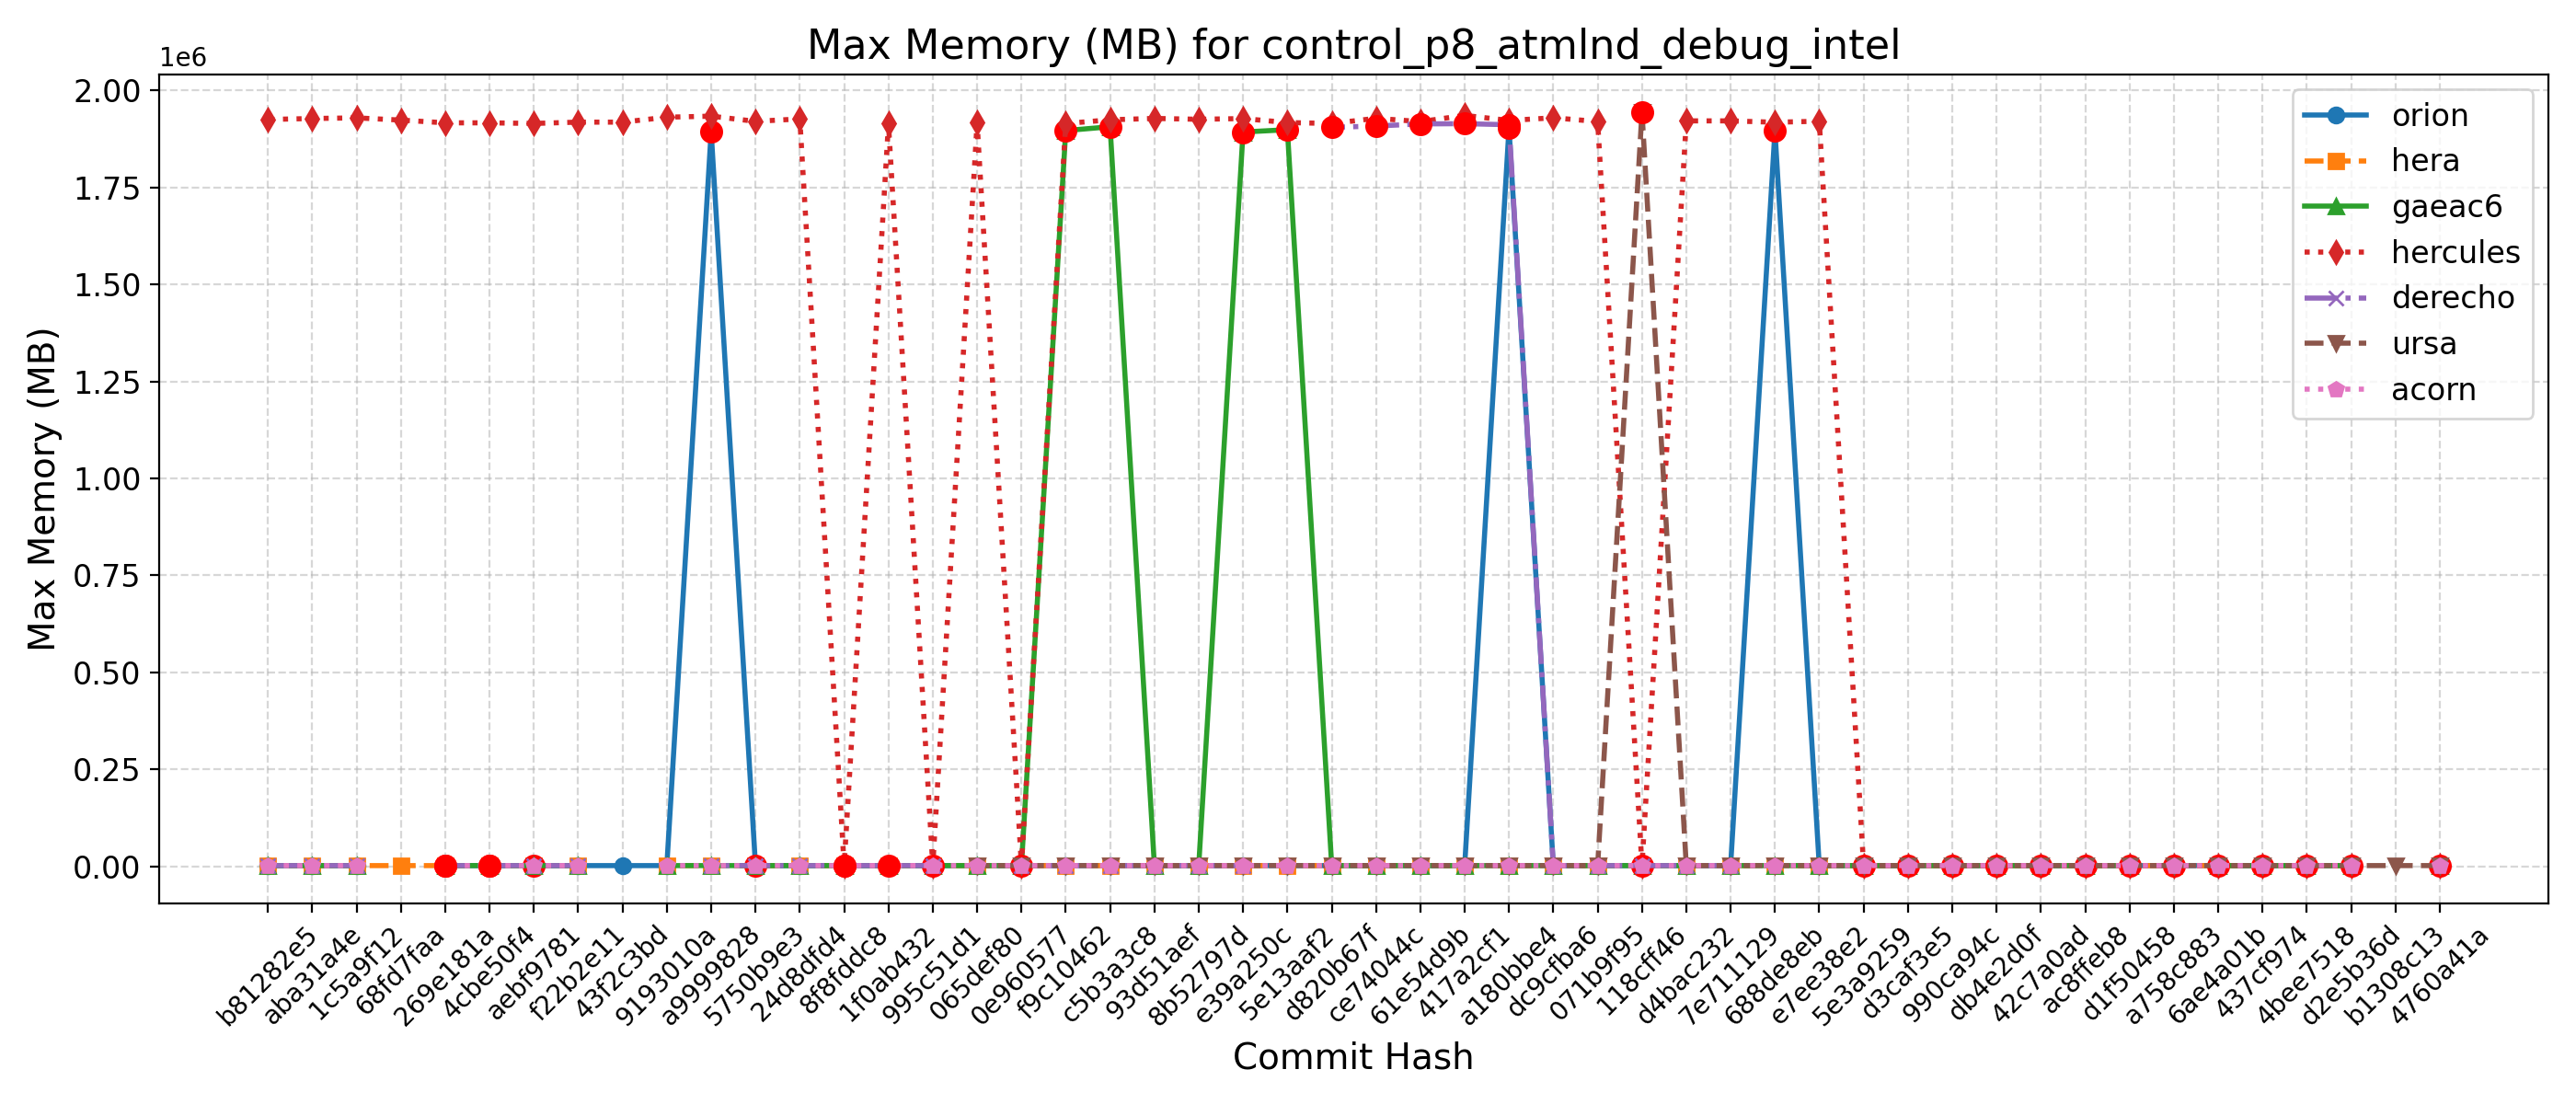 Max Memory (MB) for control_p8_atmlnd_debug_intel
1e6
2.00
1.75
1.50
1.25
1.00
0.75
0.50
0.25
0.00
Max Memory (MB)
orion
hera
gaeac6
hercules
derecho
ursa
acorn
b81282e5
aba31a4e
1c5a9f12
68fd7faa
269e181a
4cbe50f4
aebf9781
f22b2e11
43f2c3bd
9193010a
a9999828
5750b9e3
24d8dfd4
8f8fddc8
1f0ab432
995c51d1
065def80
0e960577
f9c10462
c5b3a3c8
93d51aef
8b52797d
e39a250c
5e13aaf2
d820b67f
ce74044c
61e54d9b
417a2cf1
a180bbe4
dc9cfba6
071b9f95
118cff46
d4bac232
7e711129
688de8eb
e7ee38e2
5e3a9259
d3caf3e5
990ca94c
db4e2d0f
42c7a0ad
ac8ffeb8
d1f50458
a758c883
6ae4a01b
437cf974
4bee7518
d2e5b36d
b1308c13
4760a41a
Commit Hash